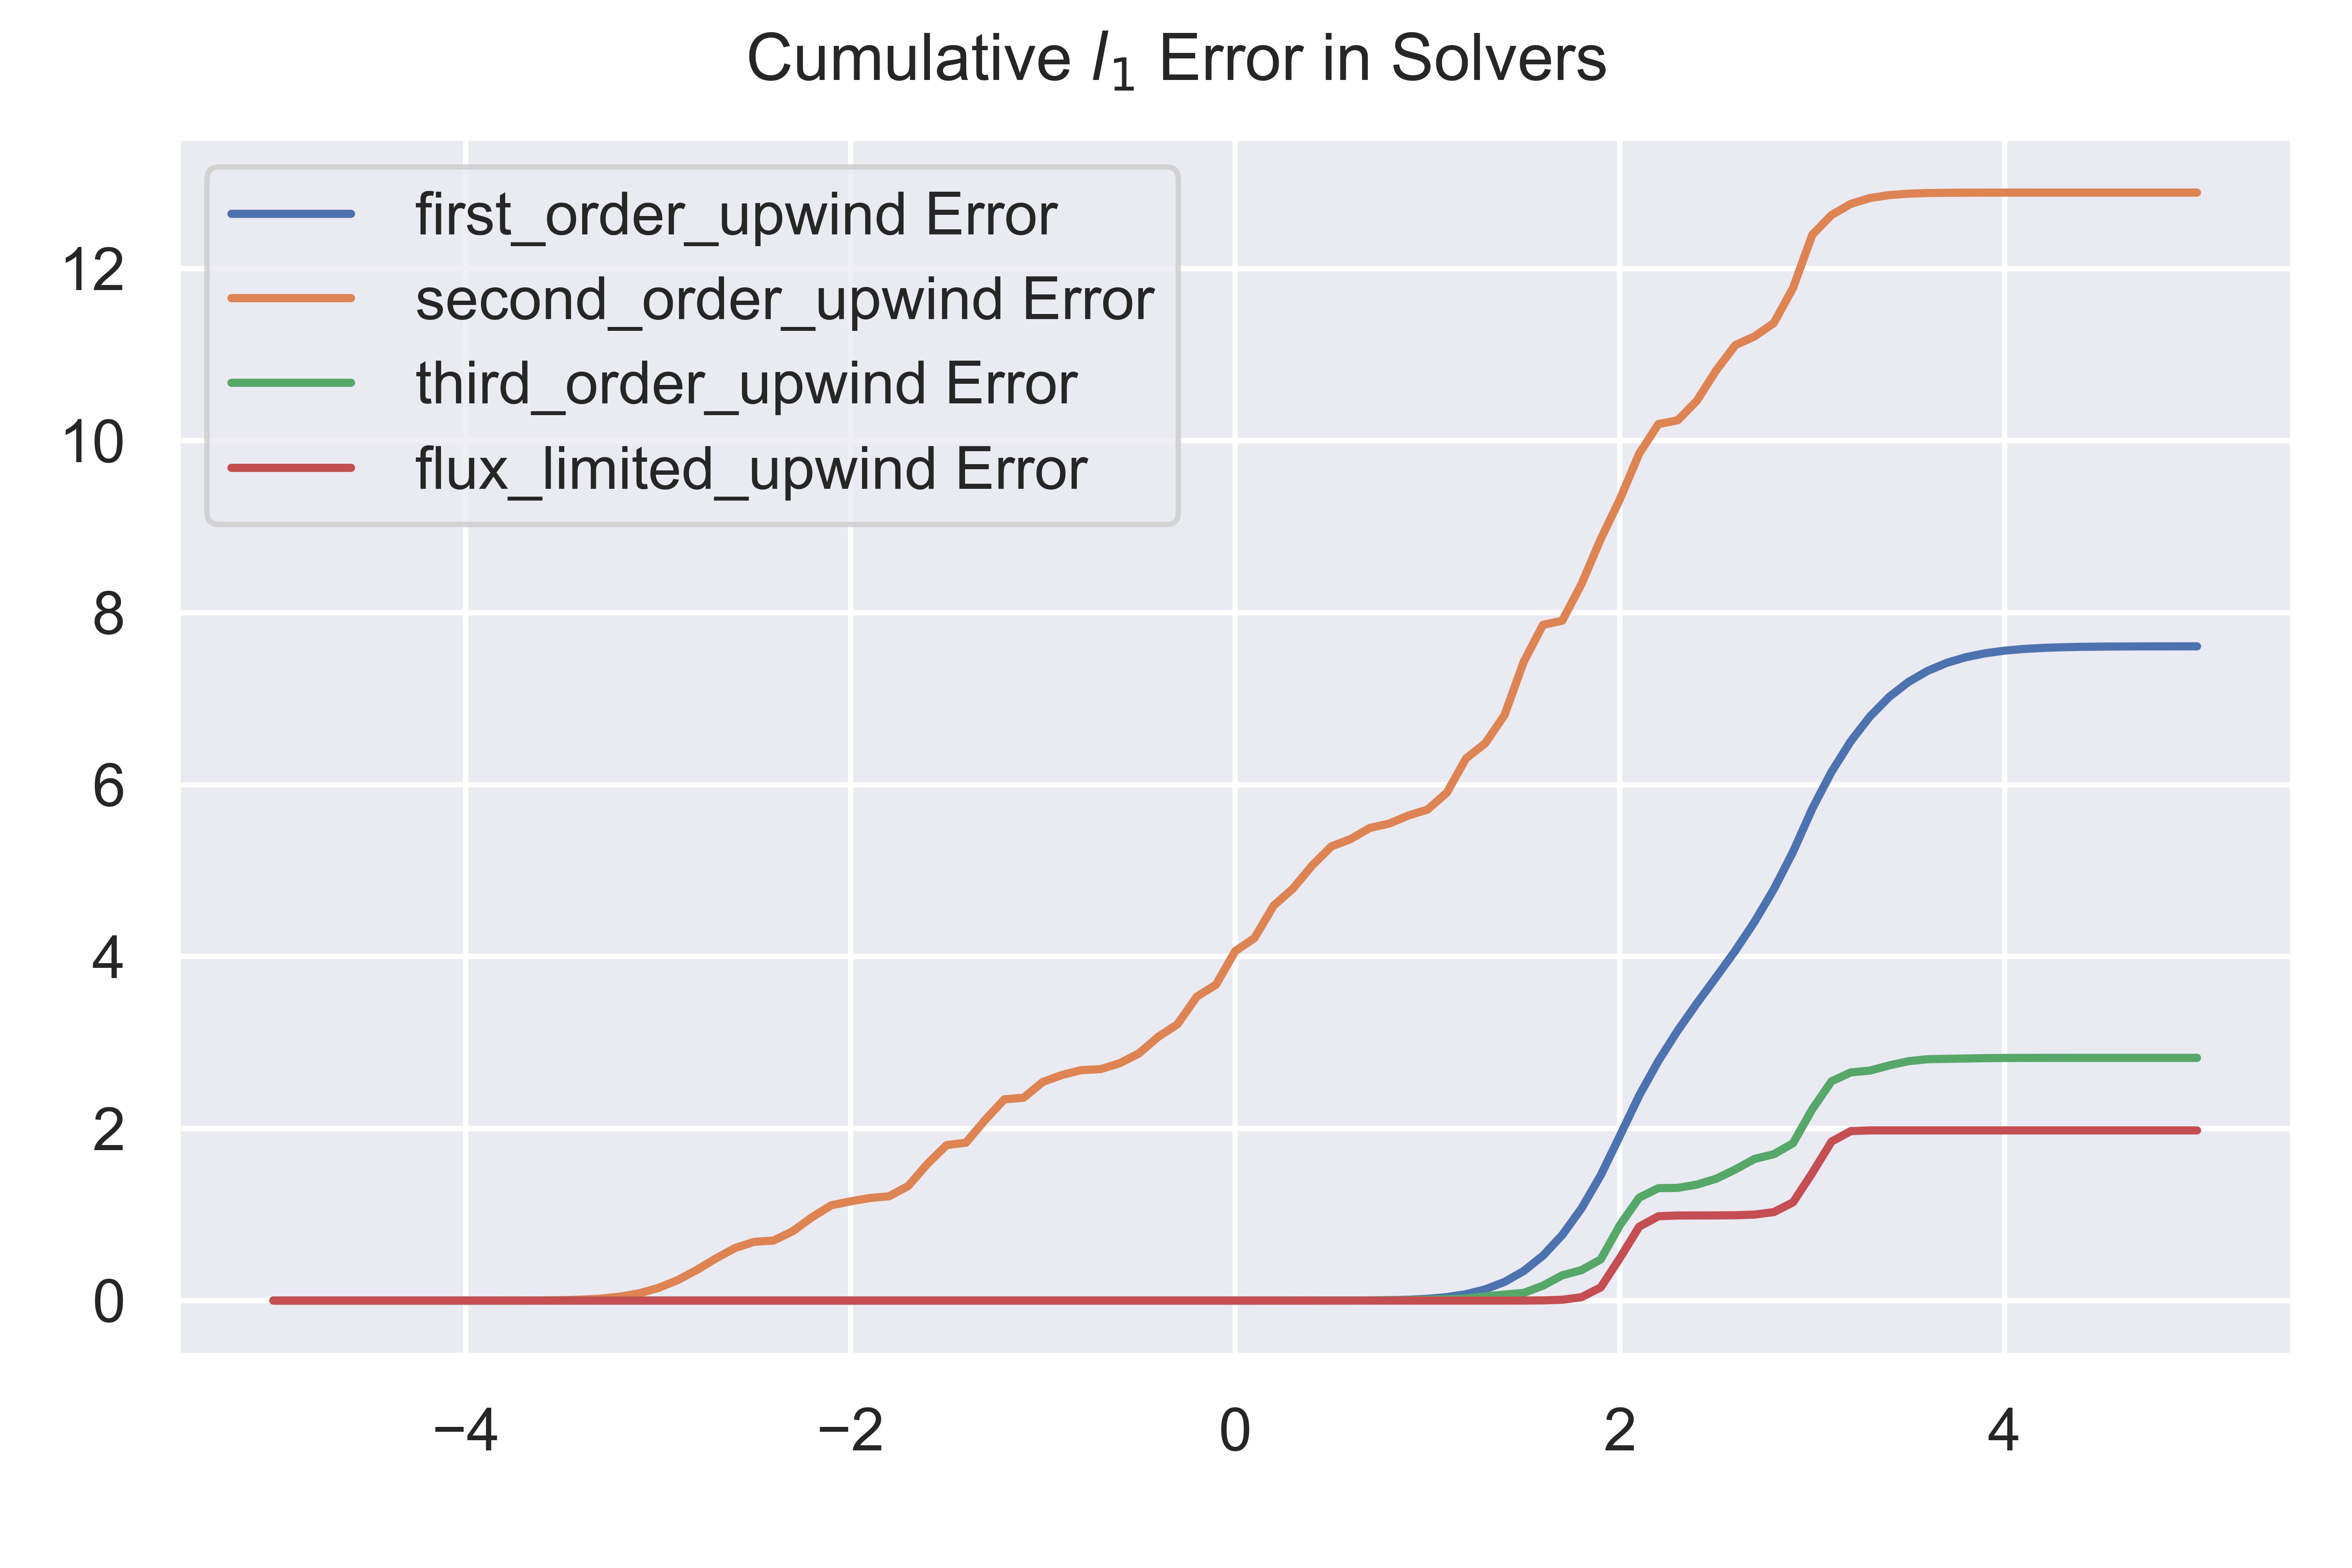 Cumulative l₁ Error in Solvers
first_order_upwind Error
second_order_upwind Error
third_order_upwind Error
flux_limited_upwind Error
12
10
8
6
4
2
0
−4 −2 0 2 4